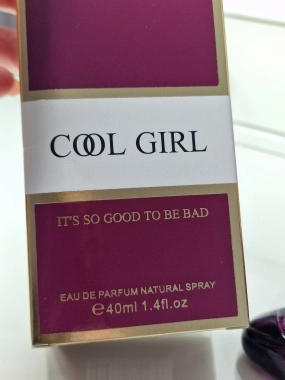 COOL GIRL
IT'S SO GOOD TO BE BAD
EAU DE PARFUM NATURAL SPRAY
℮40ml 1.4fl.oz